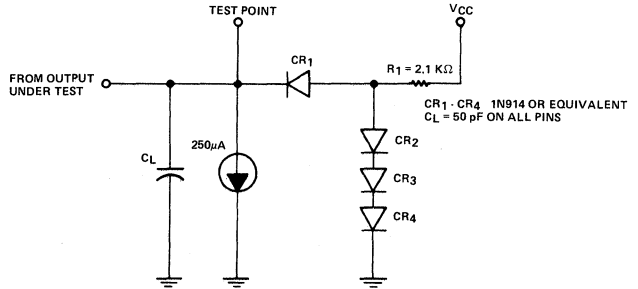 TEST POINT
VCC
CR1
R1 = 2.1 KΩ
FROM OUTPUT
UNDER TEST
CR1 - CR4 1N914 OR EQUIVALENT
CL = 50 pF ON ALL PINS
250μA
CL
CR2
CR3
CR4